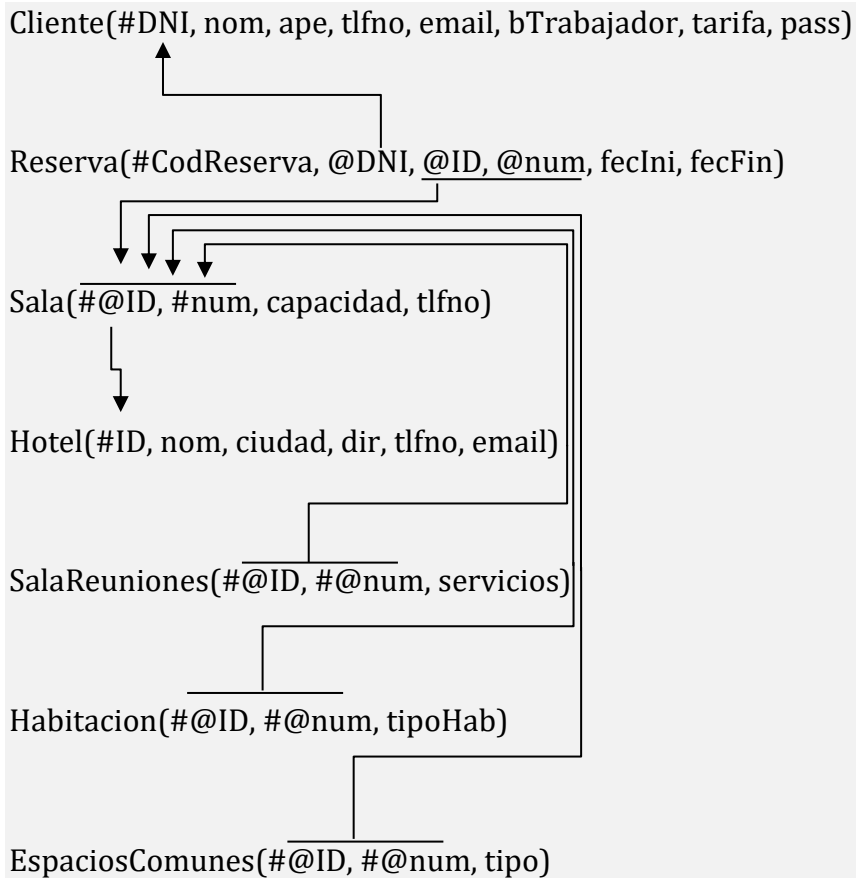 Cliente(#DNI, nom, ape, tlfno, email, bTrabajador, tarifa, pass)
Reserva(#CodReserva, @DNI, @ID, @num, fecIni, fecFin)
Sala(#@ID, #num, capacidad, tlfno)
Hotel(#ID, nom, ciudad, dir, tlfno, email)
SalaReuniones(#@ID, #@num, servicios)
Habitacion(#@ID, #@num, tipoHab)
EspaciosComunes(#@ID, #@num, tipo)